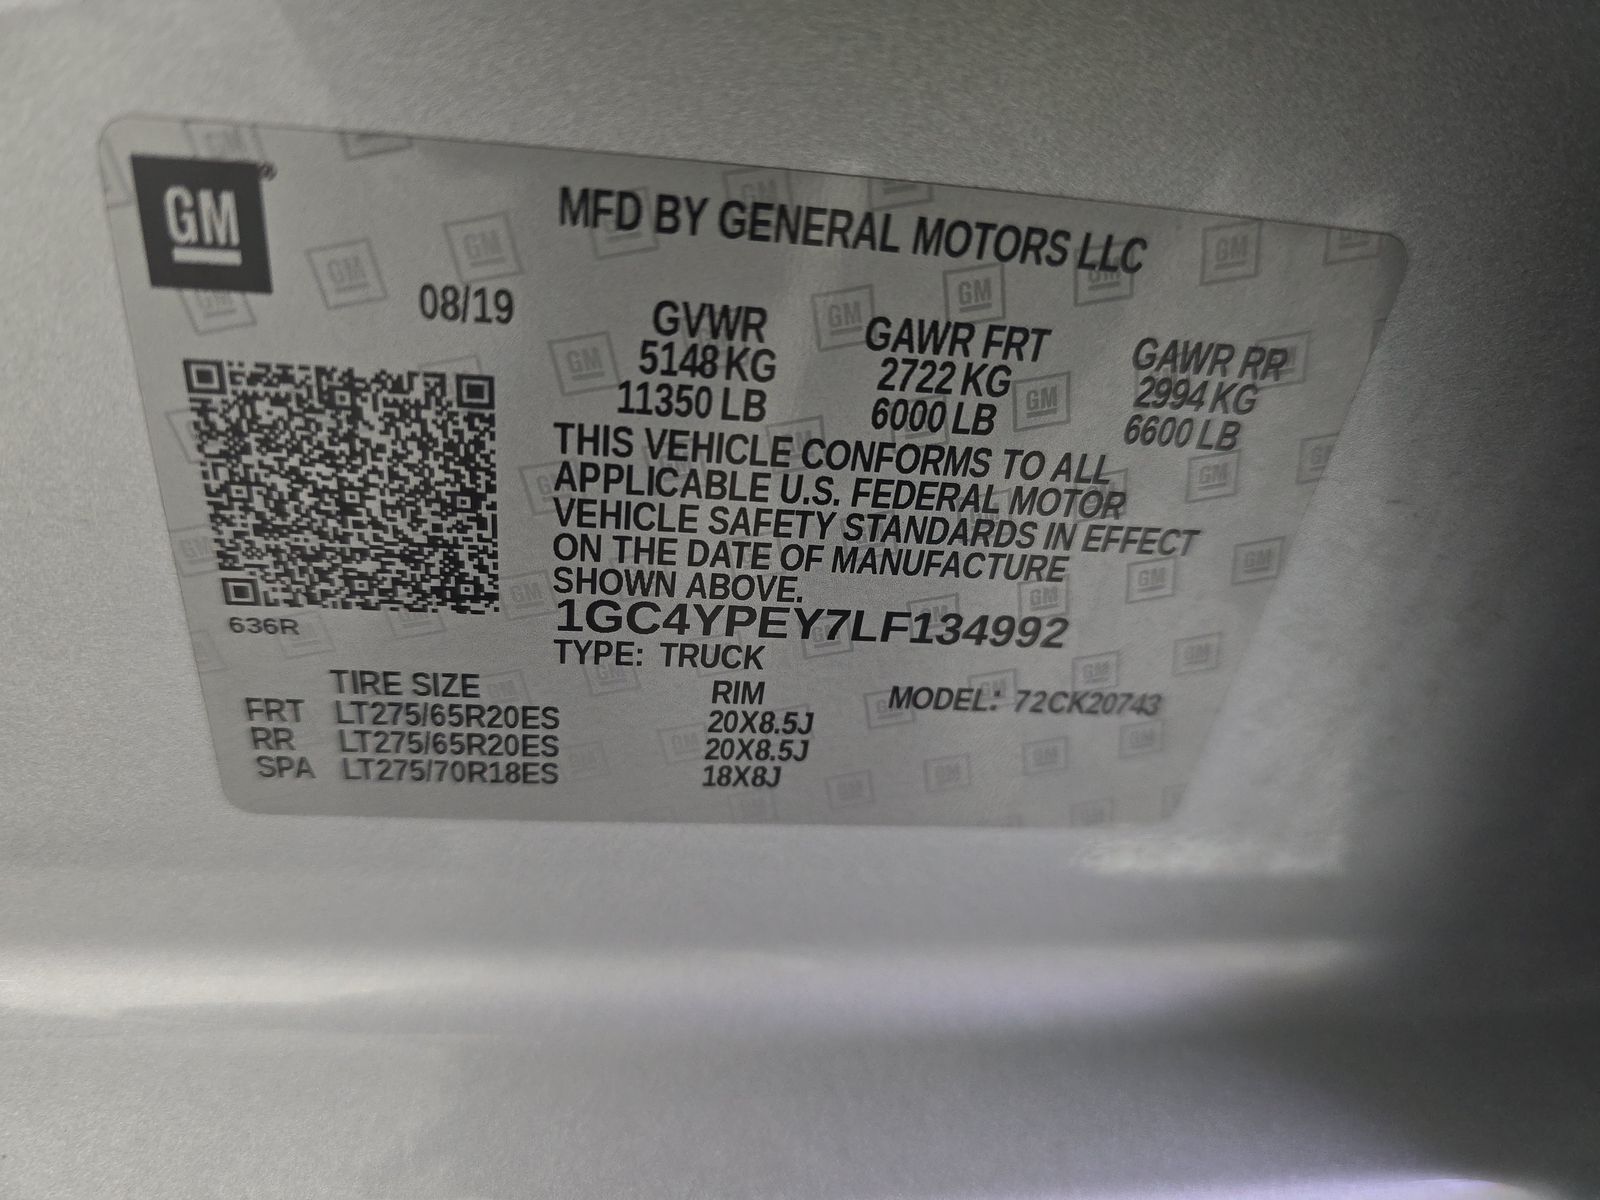 GM
MFD BY GENERAL MOTORS LLC
08/19
GVWR GAWR FRT GAWR RR
5148 KG 2722 KG 2994 KG
11350 LB 6000 LB 6600 LB
THIS VEHICLE CONFORMS TO ALL
APPLICABLE U.S. FEDERAL MOTOR
VEHICLE SAFETY STANDARDS IN EFFECT
ON THE DATE OF MANUFACTURE
SHOWN ABOVE.
1GC4YPEY7LF134992
636R
TYPE: TRUCK
TIRE SIZE RIM MODEL: 72CK20743
FRT LT275/65R20ES 20X8.5J
RR LT275/65R20ES 20X8.5J
SPA LT275/70R18ES 18X8J